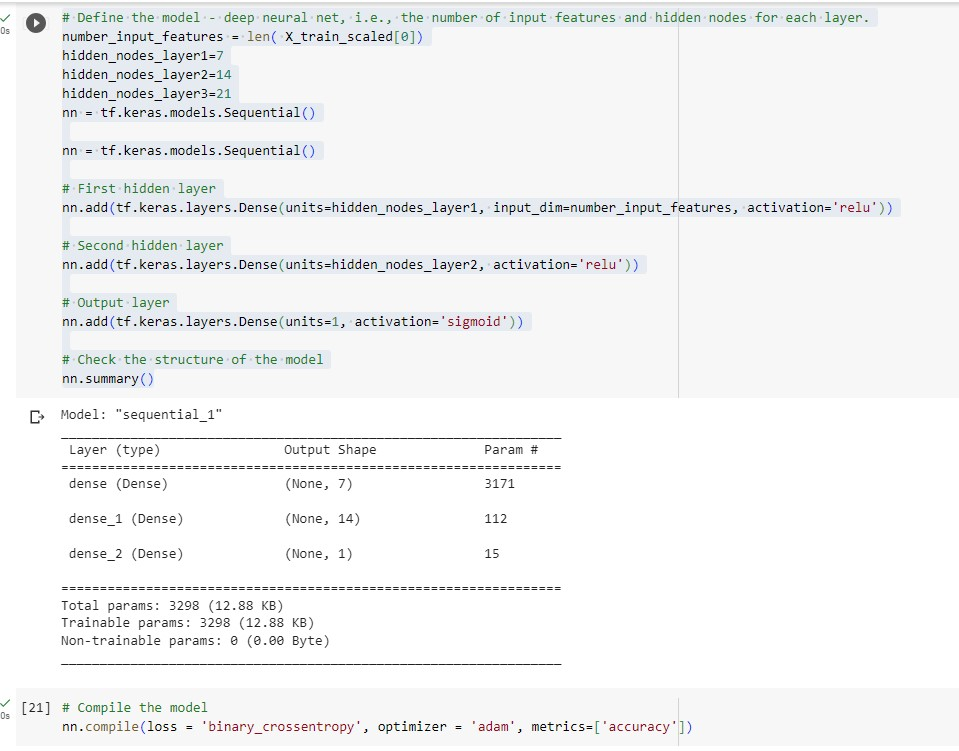 # Define the model - deep neural net, i.e., the number of input features and hidden nodes for each layer.
0s
number_input_features = len( X_train_scaled[0])
hidden_nodes_layer1=7
hidden_nodes_layer2=14
hidden_nodes_layer3=21
nn = tf.keras.models.Sequential()
nn = tf.keras.models.Sequential()
# First hidden layer
nn.add(tf.keras.layers.Dense(units=hidden_nodes_layer1, input_dim=number_input_features, activation='relu'))
# Second hidden layer
nn.add(tf.keras.layers.Dense(units=hidden_nodes_layer2, activation='relu'))
# Output layer
nn.add(tf.keras.layers.Dense(units=1, activation='sigmoid'))
# Check the structure of the model
nn.summary()
Model: "sequential_1"
Layer (type) Output Shape Param #
=================================================================
dense (Dense) (None, 7) 3171
dense_1 (Dense) (None, 14) 112
dense_2 (Dense) (None, 1) 15
=================================================================
Total params: 3298 (12.88 KB)
Trainable params: 3298 (12.88 KB)
Non-trainable params: 0 (0.00 Byte)
_________________________________________________________________
[21] # Compile the model
0s
nn.compile(loss = 'binary_crossentropy', optimizer = 'adam', metrics=['accuracy'])